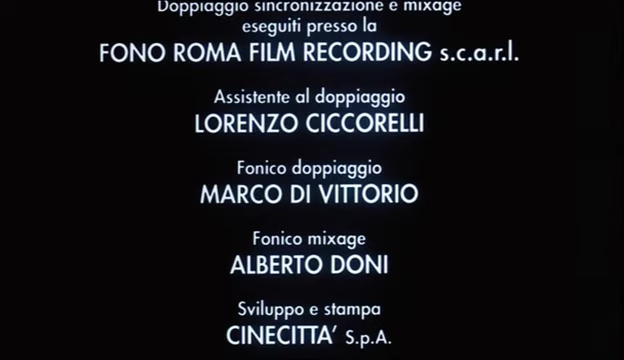 Doppiaggio sincronizzazione e mixage
eseguiti presso la
FONO ROMA FILM RECORDING s.c.a.r.l.
Assistente al doppiaggio
LORENZO CICCORELLI
Fonico doppiaggio
MARCO DI VITTORIO
Fonico mixage
ALBERTO DONI
Sviluppo e stampa
CINECITTA' S.p.A.